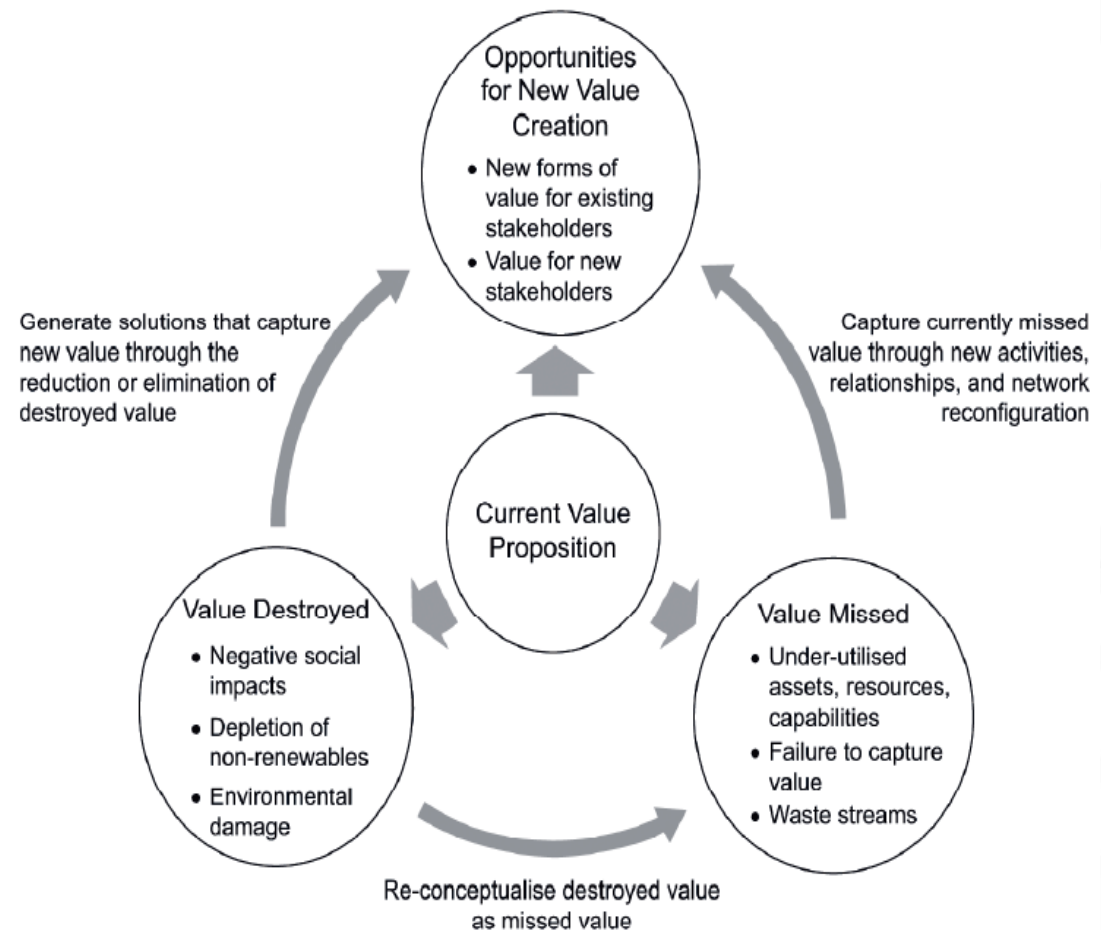 Opportunities
for New Value
Creation
• New forms of
value for existing
stakeholders
• Value for new
stakeholders
Generate solutions that capture
new value through the
reduction or elimination of
destroyed value
Capture currently missed
value through new activities,
relationships, and network
reconfiguration
Current Value
Proposition
Value Destroyed
• Negative social
impacts
• Depletion of
non-renewables
• Environmental
damage
Value Missed
• Under-utilised
assets, resources,
capabilities
• Failure to capture
value
• Waste streams
Re-conceptualise destroyed value
as missed value